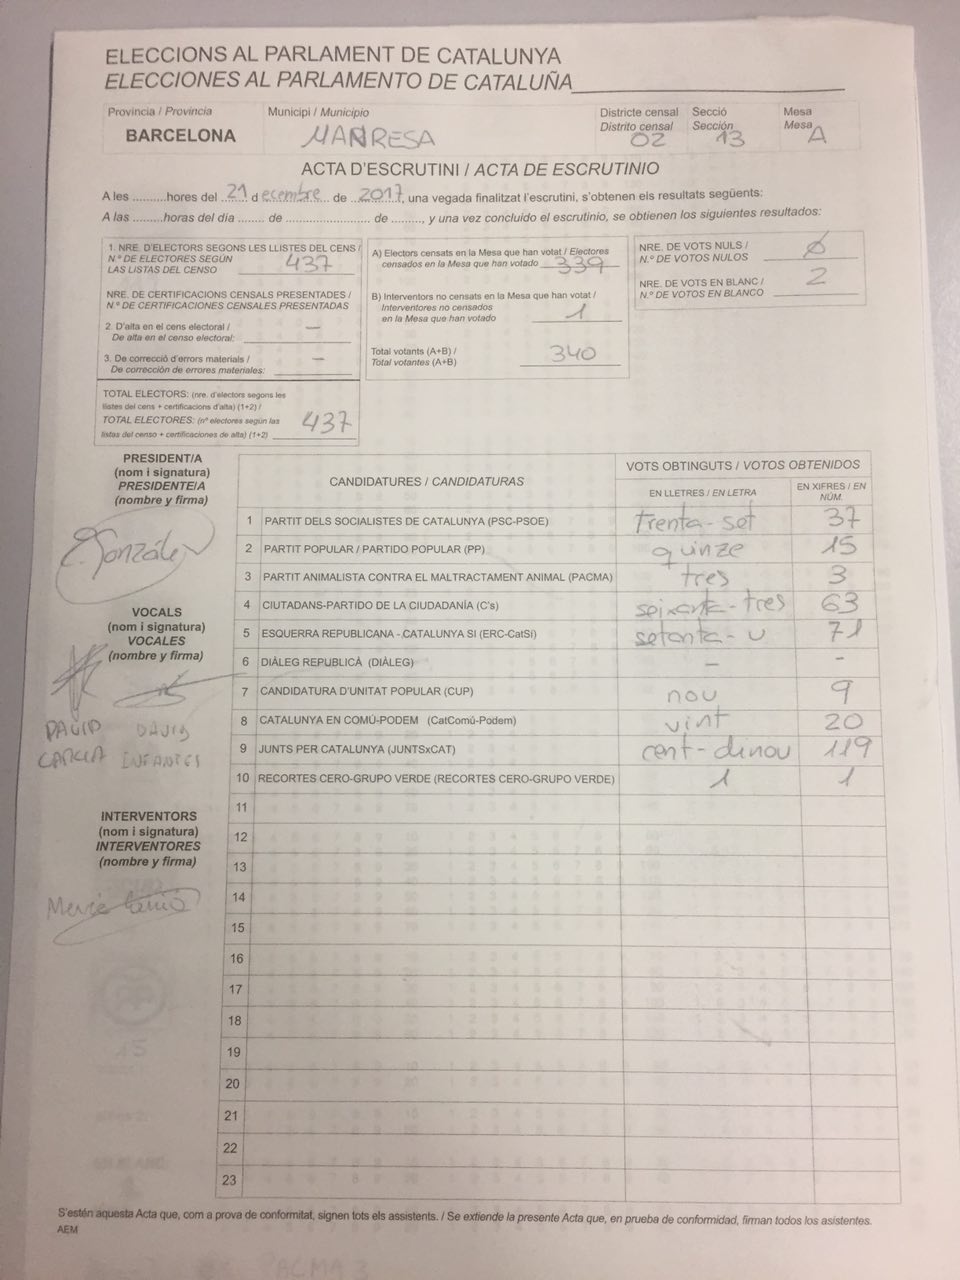 ELECCIONS AL PARLAMENT DE CATALUNYA
ELECCIONES AL PARLAMENTO DE CATALUÑA
Província / Provincia
BARCELONA
Municipi / Municipio
MANRESA
Districte censal
Distrito censal
02
Secció
Sección
13
Mesa
Mesa
A
ACTA D'ESCRUTINI / ACTA DE ESCRUTINIO
A les ..........hores del 21 d ecembre de 2017, una vegada finalitzat l'escrutini, s'obtenen els resultats següents:
A las ..........horas del día ........ de .......................... de ........, y una vez concluido el escrutinio, se obtienen los siguientes resultados:
1. NRE. D'ELECTORS SEGONS LES LLISTES DEL CENS /
N.º DE ELECTORES SEGÚN
LAS LISTAS DEL CENSO
437
NRE. DE CERTIFICACIONS CENSALS PRESENTADES /
N.º DE CERTIFICACIONES CENSALES PRESENTADAS
2. D'alta en el cens electoral /
De alta en el censo electoral: —
3. De correcció d'errors materials /
De corrección de errores materiales: —
TOTAL ELECTORS: (nre. d'electors segons les
llistes del cens + certificacions d'alta) (1+2) /
TOTAL ELECTORES: (nº electores según las
listas del censo + certificaciones de alta) (1+2)
437
A) Electors censats en la Mesa que han votat / Electores
censados en la Mesa que han votado 339
B) Interventors no censats en la Mesa que han votat /
Interventores no censados
en la Mesa que han votado 1
Total votants (A+B) /
Total votantes (A+B)
340
NRE. DE VOTS NULS /
N.º DE VOTOS NULOS
Ø
NRE. DE VOTS EN BLANC /
N.º DE VOTOS EN BLANCO
2
PRESIDENT/A
(nom i signatura)
PRESIDENTE/A
(nombre y firma)
E. González
VOCALS
(nom i signatura)
VOCALES
(nombre y firma)
DAVID
GARCIA
DAVID
INFANTES
INTERVENTORS
(nom i signatura)
INTERVENTORES
(nombre y firma)
CANDIDATURES / CANDIDATURAS
VOTS OBTINGUTS / VOTOS OBTENIDOS
EN LLETRES / EN LETRA
EN XIFRES / EN NÚM.
1 PARTIT DELS SOCIALISTES DE CATALUNYA (PSC-PSOE) trenta-set 37
2 PARTIT POPULAR / PARTIDO POPULAR (PP) quinze 15
3 PARTIT ANIMALISTA CONTRA EL MALTRACTAMENT ANIMAL (PACMA) tres 3
4 CIUTADANS-PARTIDO DE LA CIUDADANÍA (C's) seixanta-tres 63
5 ESQUERRA REPUBLICANA - CATALUNYA SI (ERC-CatSí) setanta-u 71
6 DIÀLEG REPUBLICÀ (DIÀLEG) — -
7 CANDIDATURA D'UNITAT POPULAR (CUP) nou 9
8 CATALUNYA EN COMÚ-PODEM (CatComú-Podem) vint 20
9 JUNTS PER CATALUNYA (JUNTSxCAT) cent-dinou 119
10 RECORTES CERO-GRUPO VERDE (RECORTES CERO-GRUPO VERDE) 1 1
11
12
13
14
15
16
17
18
19
20
21
22
23
S'estén aquesta Acta que, com a prova de conformitat, signen tots els assistents. / Se extiende la presente Acta que, en prueba de conformidad, firman todos los asistentes.
AEM